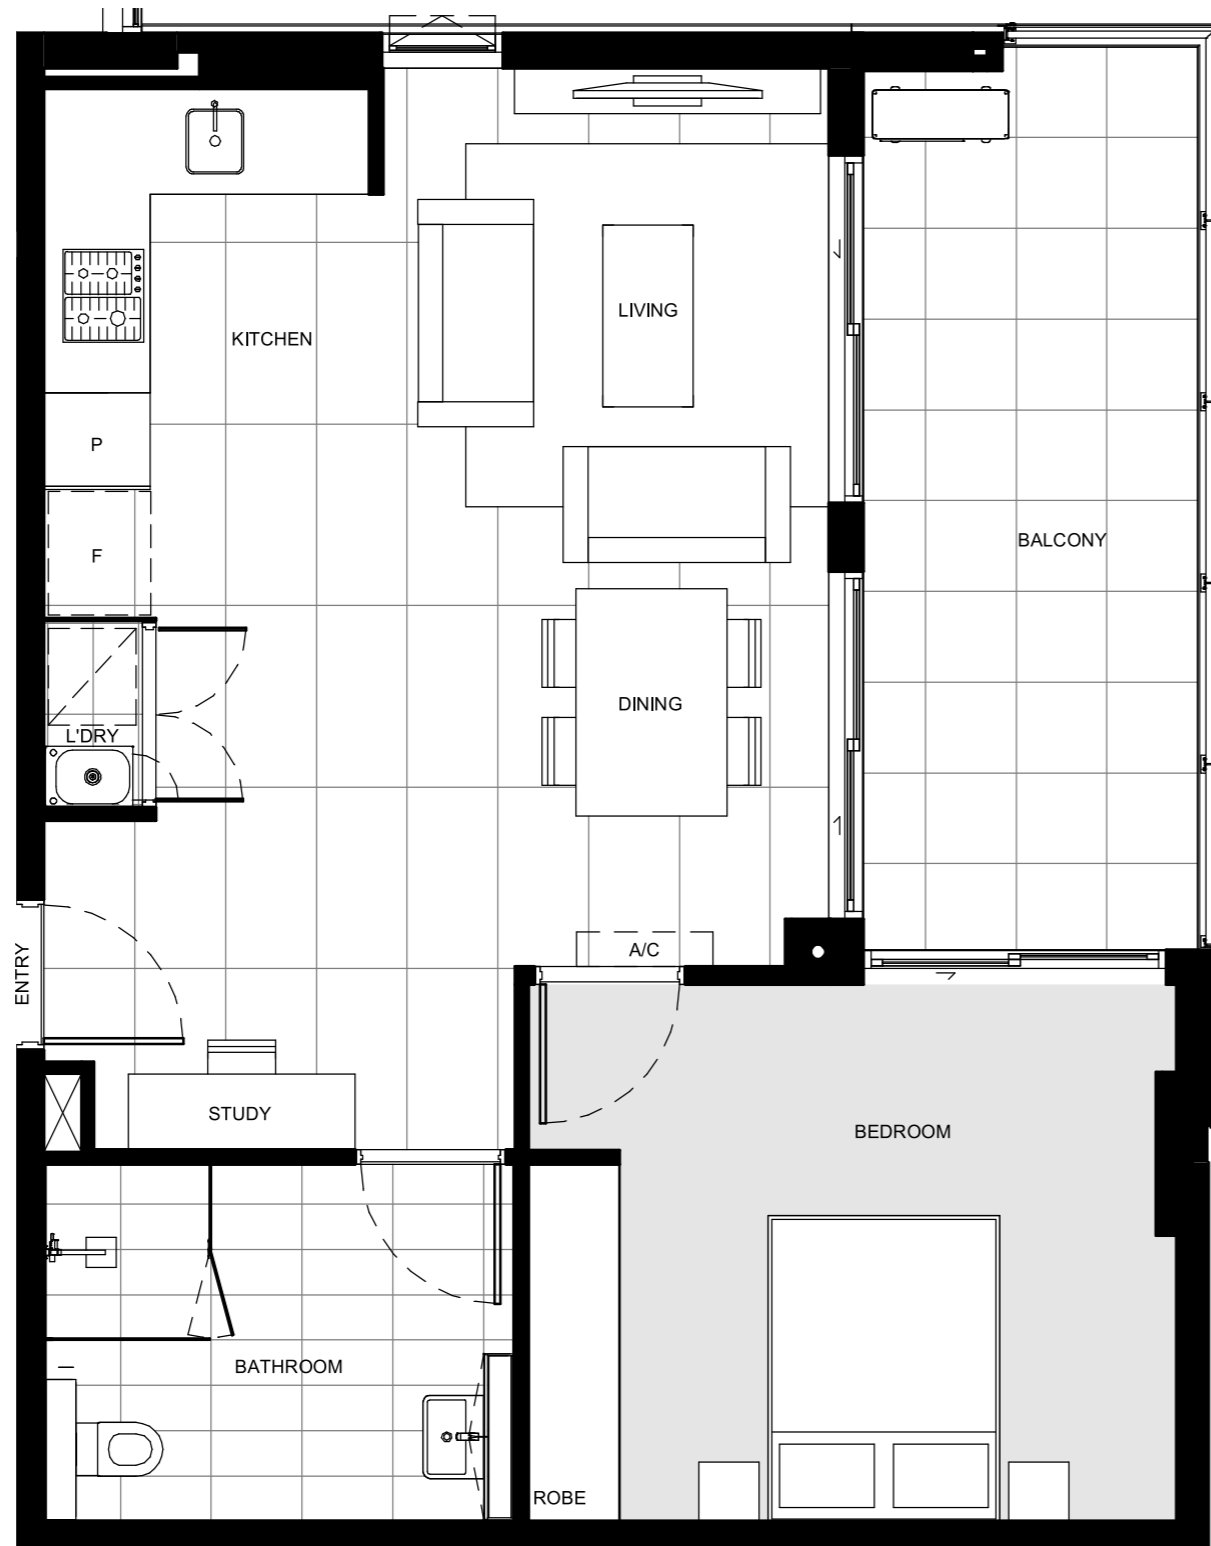 LIVING
KITCHEN
P
BALCONY
F
DINING
L'DRY
A/C
ENTRY
STUDY
BEDROOM
BATHROOM
ROBE